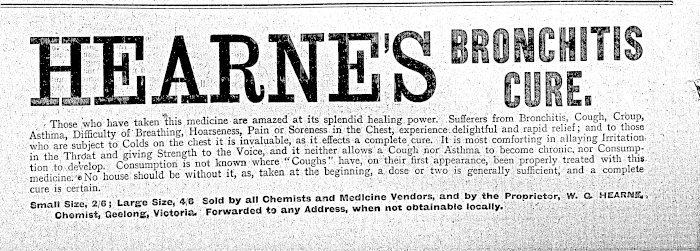 HEARNE'S BRONCHITIS
CURE.
Those who have taken this medicine are amazed at its splendid healing power. Sufferers from Bronchitis, Cough, Croup,
Asthma, Difficulty of Breathing, Hoarseness, Pain or Soreness in the Chest, experience delightful and rapid relief; and to those
who are subject to Colds on the chest it is invaluable, as it effects a complete cure. It is most comforting in allaying Irritation
in the Throat and giving Strength to the Voice, and it neither allows a Cough nor Asthma to become chronic, nor Consump-
tion to develop. Consumption is not known where "Coughs" have, on their first appearance, been properly treated with this
medicine. No house should be without it, as, taken at the beginning, a dose or two is generally sufficient, and a complete
cure is certain.
Small Size, 2/6; Large Size, 4/6 Sold by all Chemists and Medicine Vendors, and by the Proprietor, W. G. HEARNE,
Chemist, Geelong, Victoria. Forwarded to any Address, when not obtainable locally.